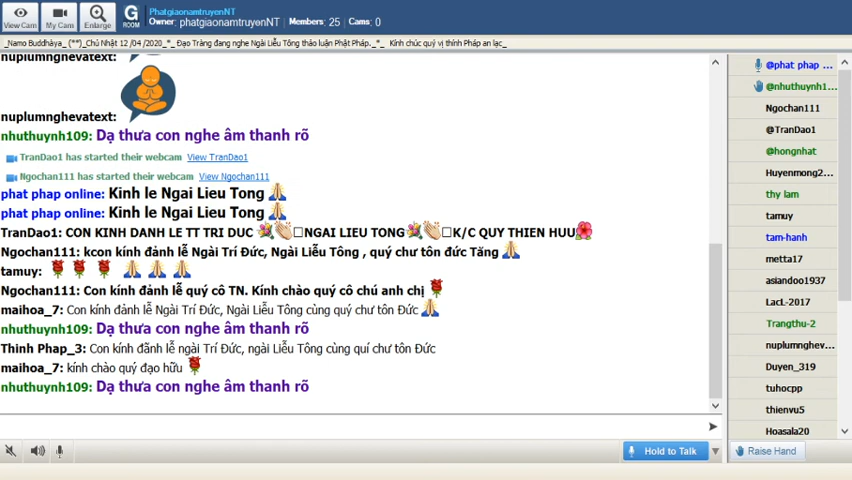 View Cam
My Cam
Enlarge
G
ROOM
PhatgiaonamtruyenNT
Owner: phatgiaonamtruyenNT | Members: 25 | Cams: 0
_Namo Buddhàya_ (**)_Chủ Nhật 12 /04 /2020_*_ Đạo Tràng đang nghe Ngài Liễu Tông thảo luận Phật Pháp._*_ Kính chúc quý vị thính Pháp an lạc_
nuplumnghevatext:
nuplumnghevatext:
nhuthuynh109: Dạ thưa con nghe âm thanh rõ
TranDao1 has started their webcam View TranDao1
Ngochan111 has started their webcam View Ngochan111
phat phap online: Kinh le Ngai Lieu Tong 🙏
phat phap online: Kinh le Ngai Lieu Tong 🙏
TranDao1: CON KINH DANH LE TT TRI DUC 💐👏□NGAI LIEU TONG💐👏□K/C QUY THIEN HUU🌺
Ngochan111: kcon kính đảnh lễ Ngài Trí Đức, Ngài Liễu Tông , quý chư tôn đức Tăng 🙏
tamuy: 🌹 🌹 🌹 🙏 🙏 🙏
Ngochan111: Con kính đảnh lễ quý cô TN. Kính chào quý cô chú anh chị 🌹
maihoa_7: Con kính đảnh lễ Ngài Trí Đức, Ngài Liễu Tông cùng quý chư tôn Đức 🙏
nhuthuynh109: Dạ thưa con nghe âm thanh rõ
Thinh Phap_3: Con kính đãnh lễ ngài Trí Đức, ngài Liễu Tông cùng quí chư tôn Đức
maihoa_7: kính chào quý đạo hữu 🌹
nhuthuynh109: Dạ thưa con nghe âm thanh rõ
Hold to Talk
@phat phap ...
@nhuthuynh1...
Ngochan111
@TranDao1
@hongnhat
Huyenmong2...
thy lam
tamuy
tam-hanh
metta17
asiandoo1937
LacL-2017
Trangthu-2
nuplumnghev...
Duyen_319
tuhocpp
thienvu5
Hoasala20
Raise Hand